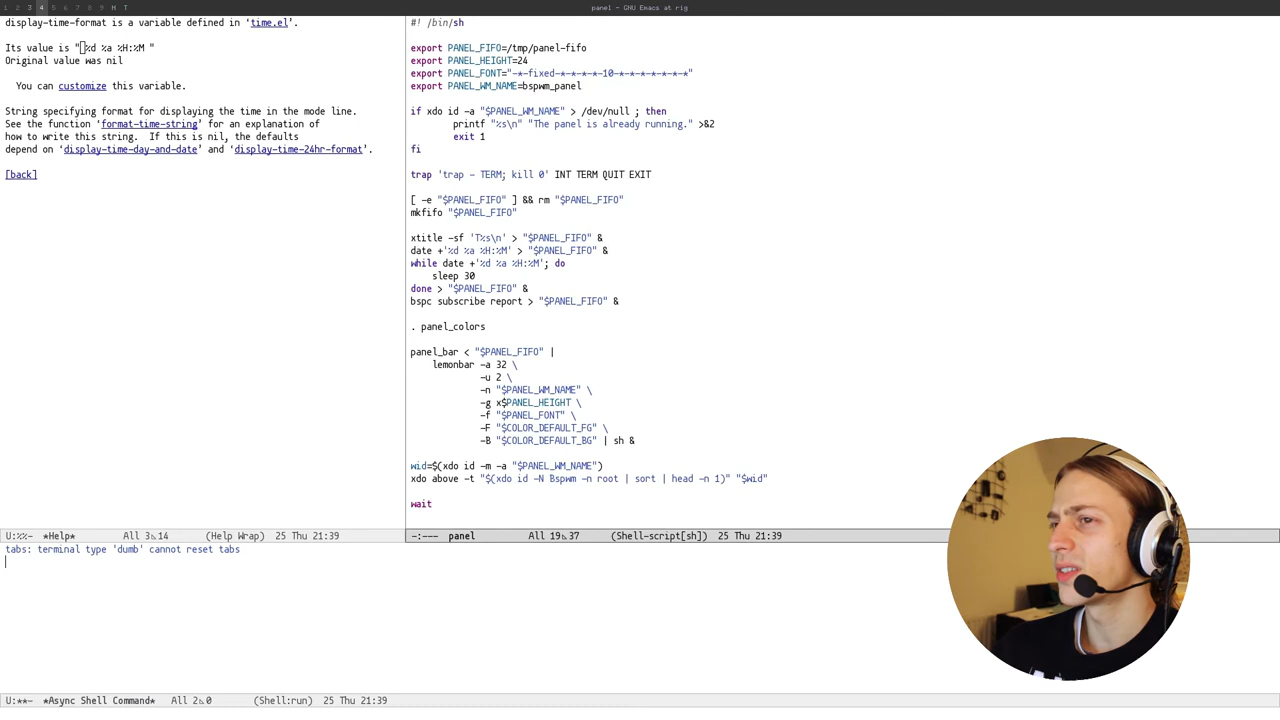 1 2 3 4 5 6 7 8 9 H T
panel – GNU Emacs at rig
display-time-format is a variable defined in ‘time.el’.
Its value is "%d %a %H:%M "
Original value was nil
You can customize this variable.
String specifying format for displaying the time in the mode line.
See the function ‘format-time-string’ for an explanation of
how to write this string.  If this is nil, the defaults
depend on ‘display-time-day-and-date’ and ‘display-time-24hr-format’.
[back]
U:%%-  *Help*         All 3:14      (Help Wrap)  25 Thu 21:39
#! /bin/sh
export PANEL_FIFO=/tmp/panel-fifo
export PANEL_HEIGHT=24
export PANEL_FONT="-*-fixed-*-*-*-*-10-*-*-*-*-*-*-*"
export PANEL_WM_NAME=bspwm_panel
if xdo id -a "$PANEL_WM_NAME" > /dev/null ; then
printf "%s\n" "The panel is already running." >&2
exit 1
fi
trap 'trap - TERM; kill 0' INT TERM QUIT EXIT
[ -e "$PANEL_FIFO" ] && rm "$PANEL_FIFO"
mkfifo "$PANEL_FIFO"
xtitle -sf 'T%s\n' > "$PANEL_FIFO" &
date +'%d %a %H:%M' > "$PANEL_FIFO" &
while date +'%d %a %H:%M'; do
sleep 30
done > "$PANEL_FIFO" &
bspc subscribe report > "$PANEL_FIFO" &
. panel_colors
panel_bar < "$PANEL_FIFO" |
lemonbar -a 32 \
-u 2 \
-n "$PANEL_WM_NAME" \
-g x$PANEL_HEIGHT \
-f "$PANEL_FONT" \
-F "$COLOR_DEFAULT_FG" \
-B "$COLOR_DEFAULT_BG" | sh &
wid=$(xdo id -m -a "$PANEL_WM_NAME")
xdo above -t "$(xdo id -N Bspwm -n root | sort | head -n 1)" "$wid"
wait
-:---  panel          All 19:37     (Shell-script[sh])  25 Thu 21:39
tabs: terminal type 'dumb' cannot reset tabs
U:**-  *Async Shell Command*   All 2:0       (Shell:run)  25 Thu 21:39